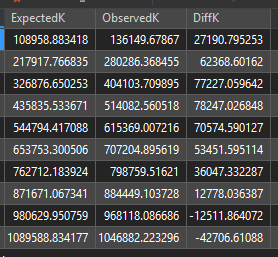 ExpectedK ObservedK DiffK
108958.883418 136149.67867 27190.795253
217917.766835 280286.368455 62368.60162
326876.650253 404103.709895 77227.059642
435835.533671 514082.560518 78247.026848
544794.417088 615369.007216 70574.590127
653753.300506 707204.895619 53451.595114
762712.183924 798759.51621 36047.332287
871671.067341 884449.103728 12778.036387
980629.950759 968118.086686 -12511.864072
1089588.834177 1046882.223296 -42706.61088